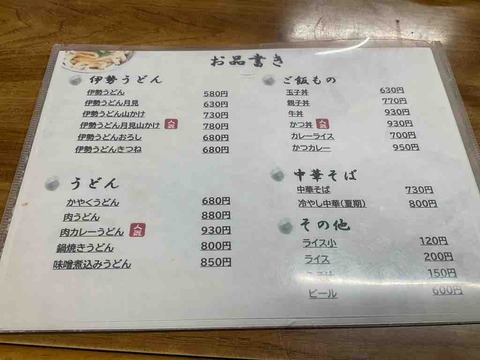 お品書き
伊勢うどん
伊勢うどん 580円
伊勢うどん月見 630円
伊勢うどん山かけ 730円
伊勢うどん月見山かけ 人気 780円
伊勢うどんおろし 680円
伊勢うどんきつね 680円
うどん
かやくうどん 680円
肉うどん 880円
肉カレーうどん 人気 930円
鍋焼きうどん 800円
味噌煮込みうどん 850円
ご飯もの
玉子丼 630円
親子丼 770円
牛丼 930円
かつ丼 人気 930円
カレーライス 700円
かつカレー 950円
中華そば
中華そば 730円
冷やし中華(夏期) 800円
その他
ライス小 120円
ライス 200円
150円
ビール 600円